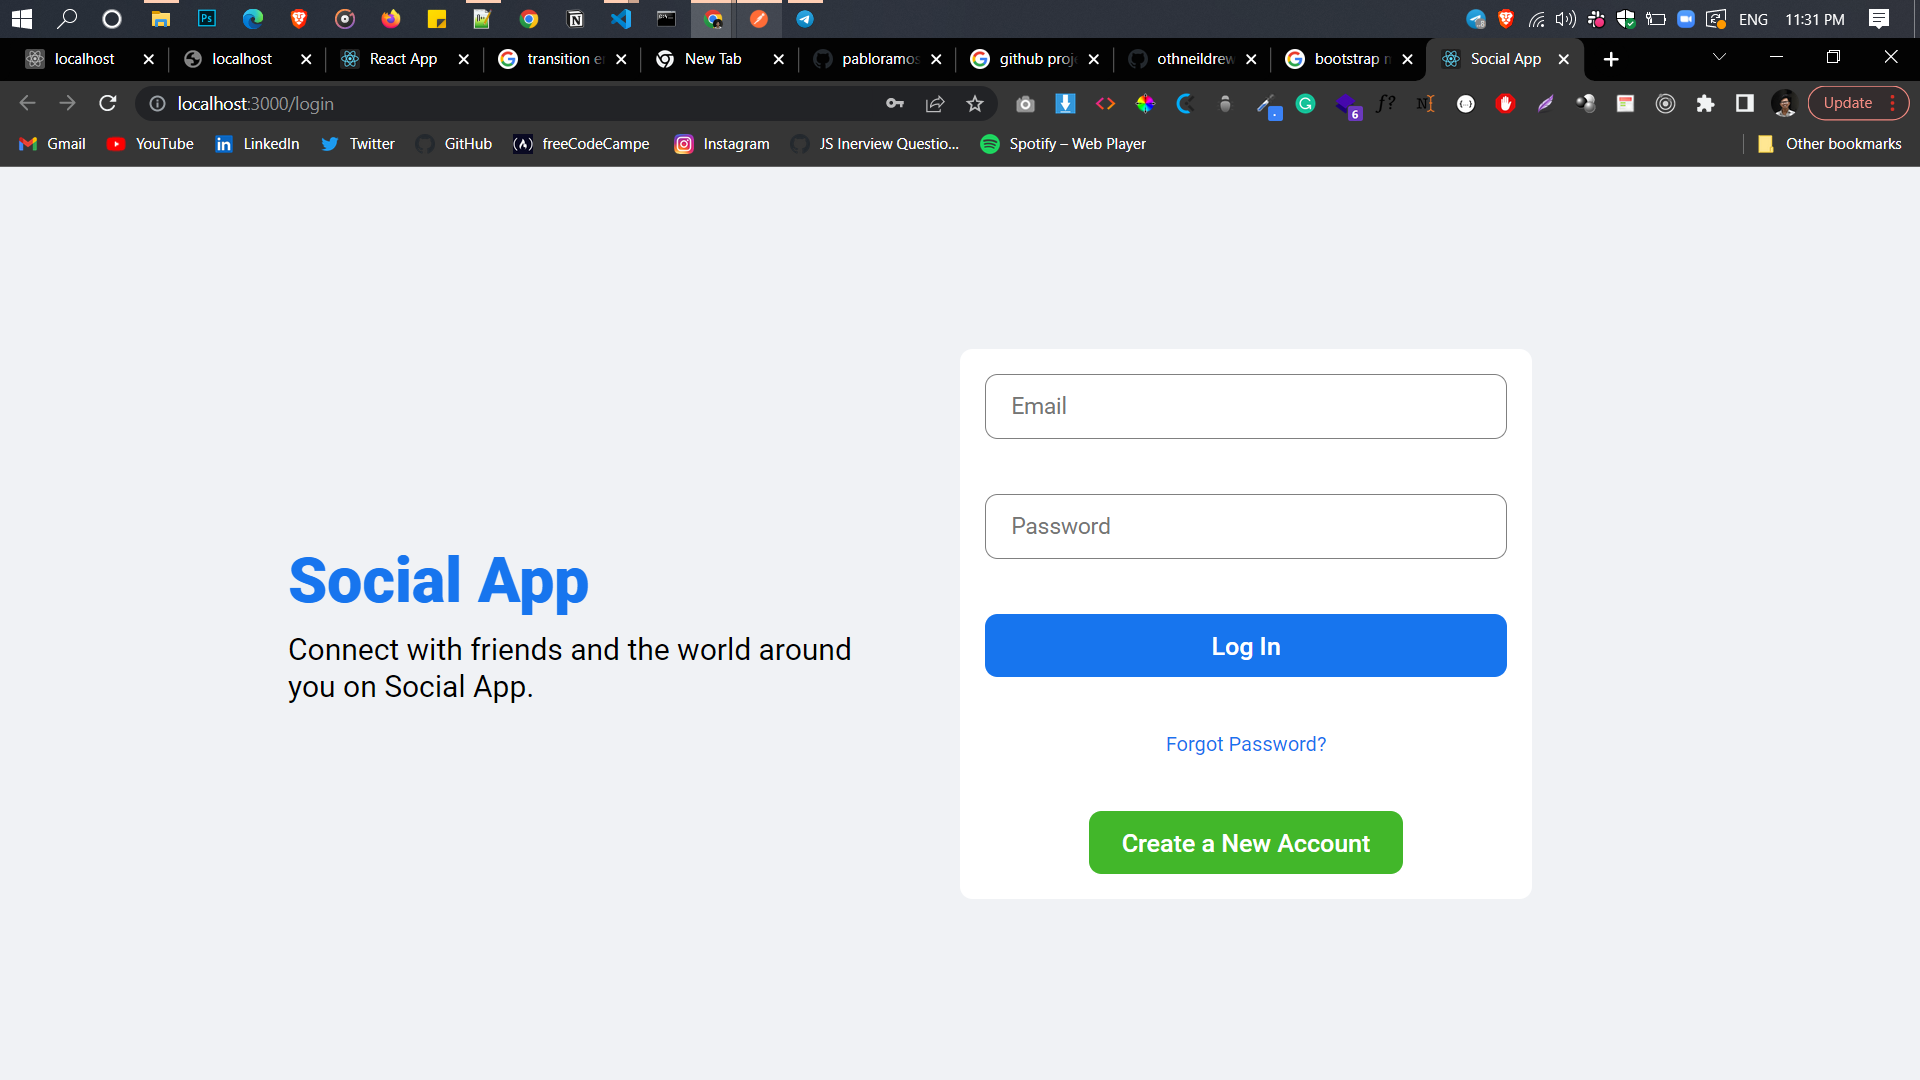 ENG 11:31 PM
localhost localhost React App transition e New Tab pabloramos github proj othneildrew bootstrap Social App
localhost:3000/login 6 Update
Gmail YouTube LinkedIn Twitter GitHub freeCodeCampe Instagram JS Inerview Questio... Spotify – Web Player Other bookmarks
Email
Password
Social App
Connect with friends and the world around
you on Social App.
Log In
Forgot Password?
Create a New Account